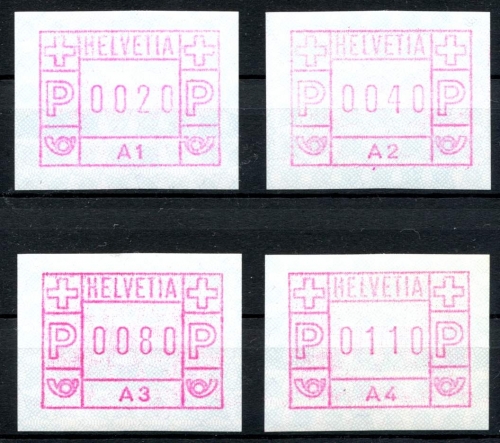 HELVETIA
P 0020 P
A1
HELVETIA
P 0040 P
A2
HELVETIA
P 0080 P
A3
HELVETIA
P 0110 P
A4